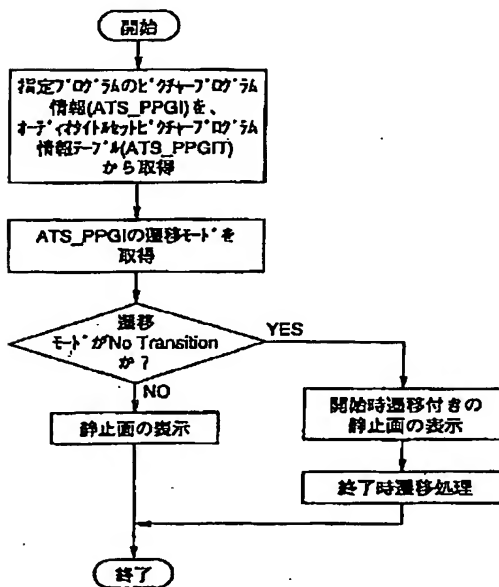 開始
指定プログラムのピクチャープログラム
情報(ATS_PPGI)を、
オーディオタイトルセットピクチャープログラム
情報テーブル(ATS_PPGIT)
から取得
ATS_PPGIの遷移モードを
取得
遷移
モードがNo Transition
か？
YES
NO
静止画の表示
開始時遷移付きの
静止画の表示
終了時遷移処理
終了